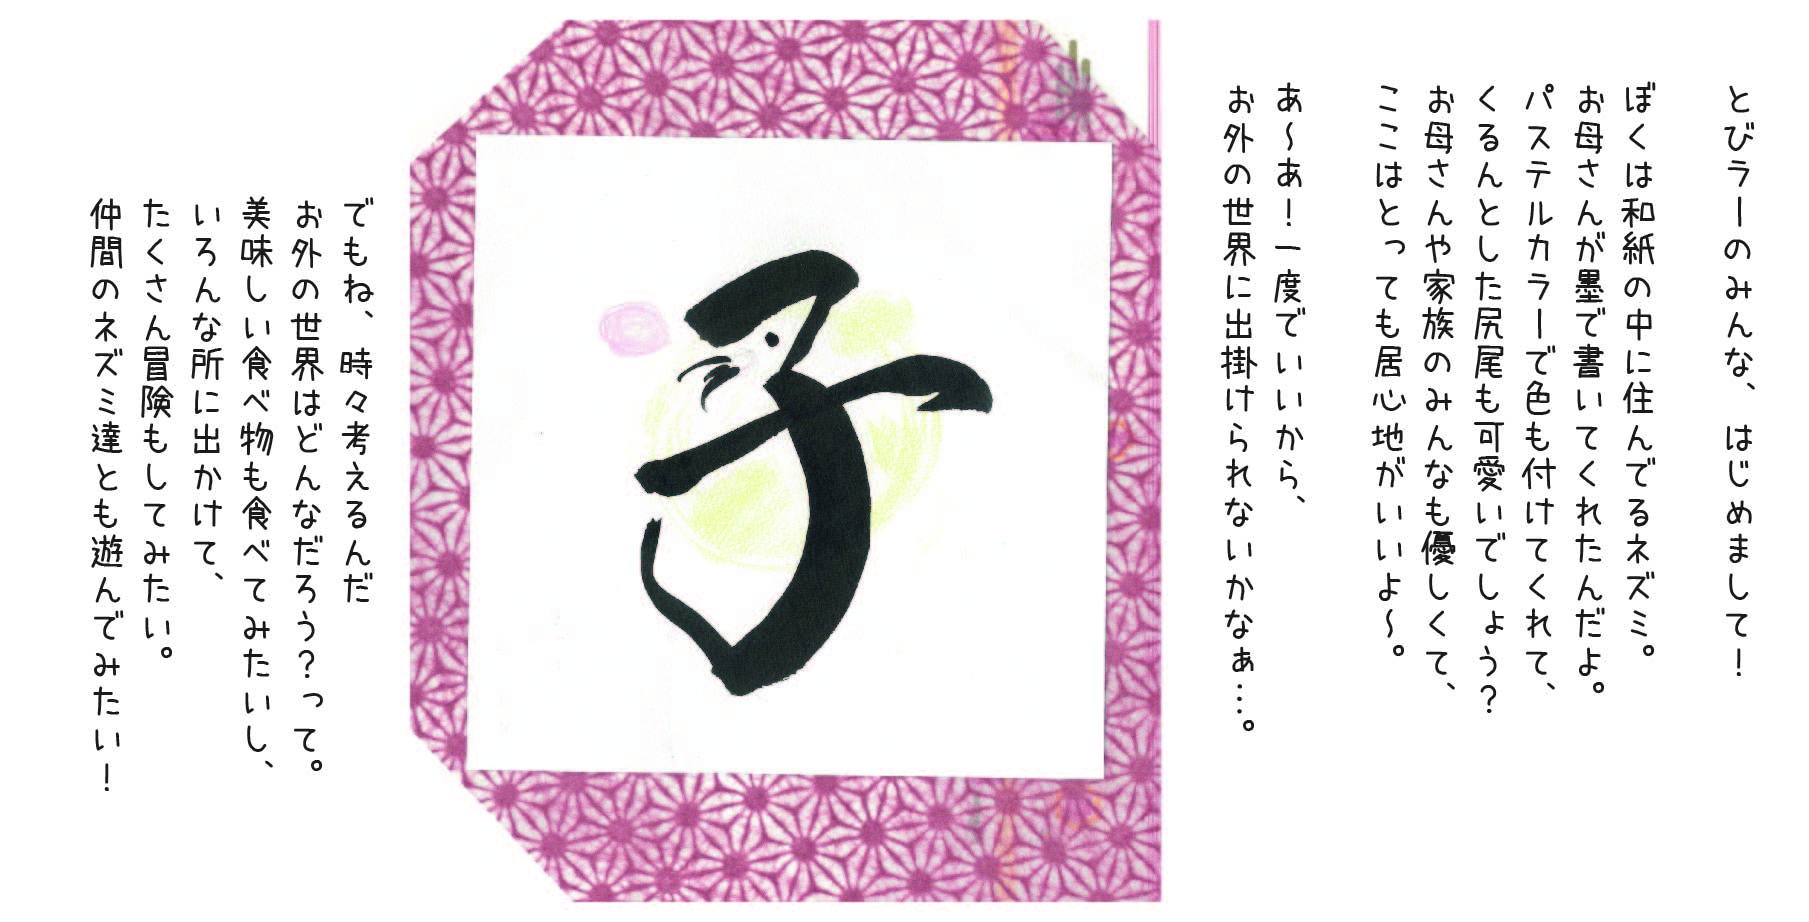 とびラーのみんな、はじめまして！
ぼくは和紙の中に住んでるネズミ。
お母さんが墨で書いてくれたんだよ。
パステルカラーで色も付けてくれて、
くるんとした尻尾も可愛いでしょう？
お母さんや家族のみんなも優しくて、
ここはとっても居心地がいいよ〜。
あ〜あ！一度でいいから、
お外の世界に出掛けられないかなぁ…。
子
でもね、時々考えるんだ
お外の世界はどんなだろう？って。
美味しい食べ物も食べてみたいし、
いろんな所に出かけて、
たくさん冒険もしてみたい。
仲間のネズミ達とも遊んでみたい！